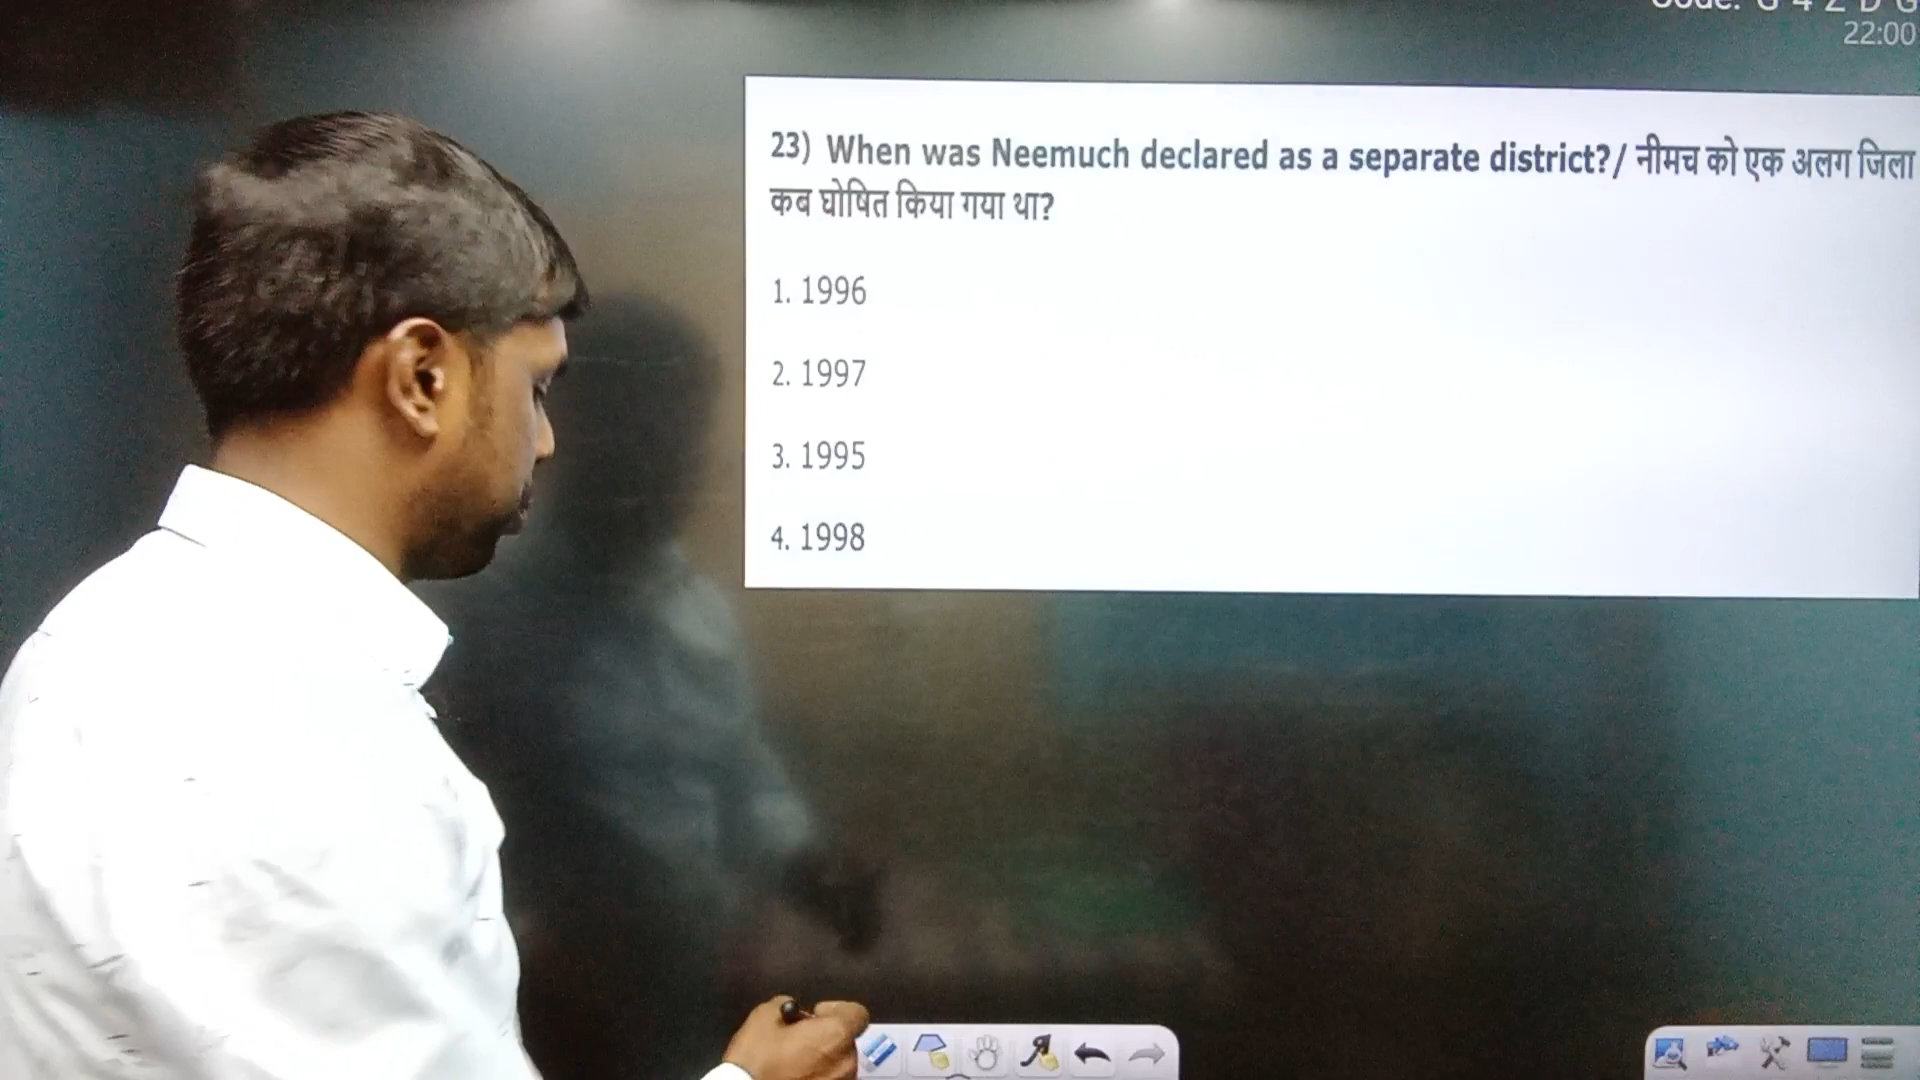 22:00
23) When was Neemuch declared as a separate district?/ नीमच को एक अलग जिला
कब घोषित किया गया था?
1. 1996
2. 1997
3. 1995
4. 1998